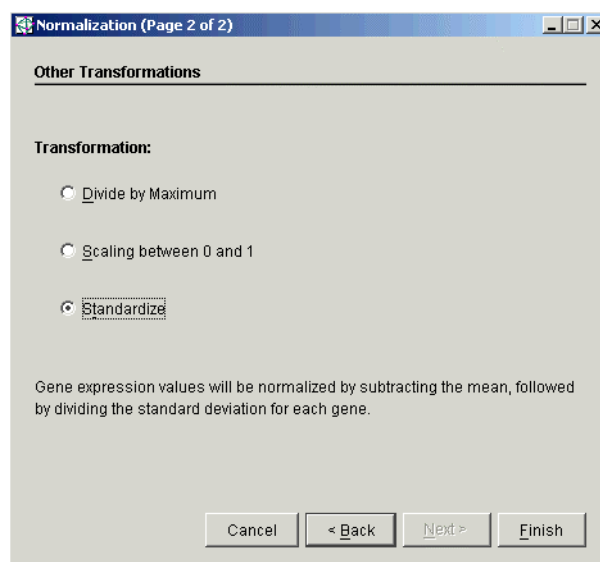 Normalization (Page 2 of 2)
Other Transformations
Transformation:
Divide by Maximum
Scaling between 0 and 1
Standardize
Gene expression values will be normalized by subtracting the mean, followed
by dividing the standard deviation for each gene.
Cancel < Back Next > Finish